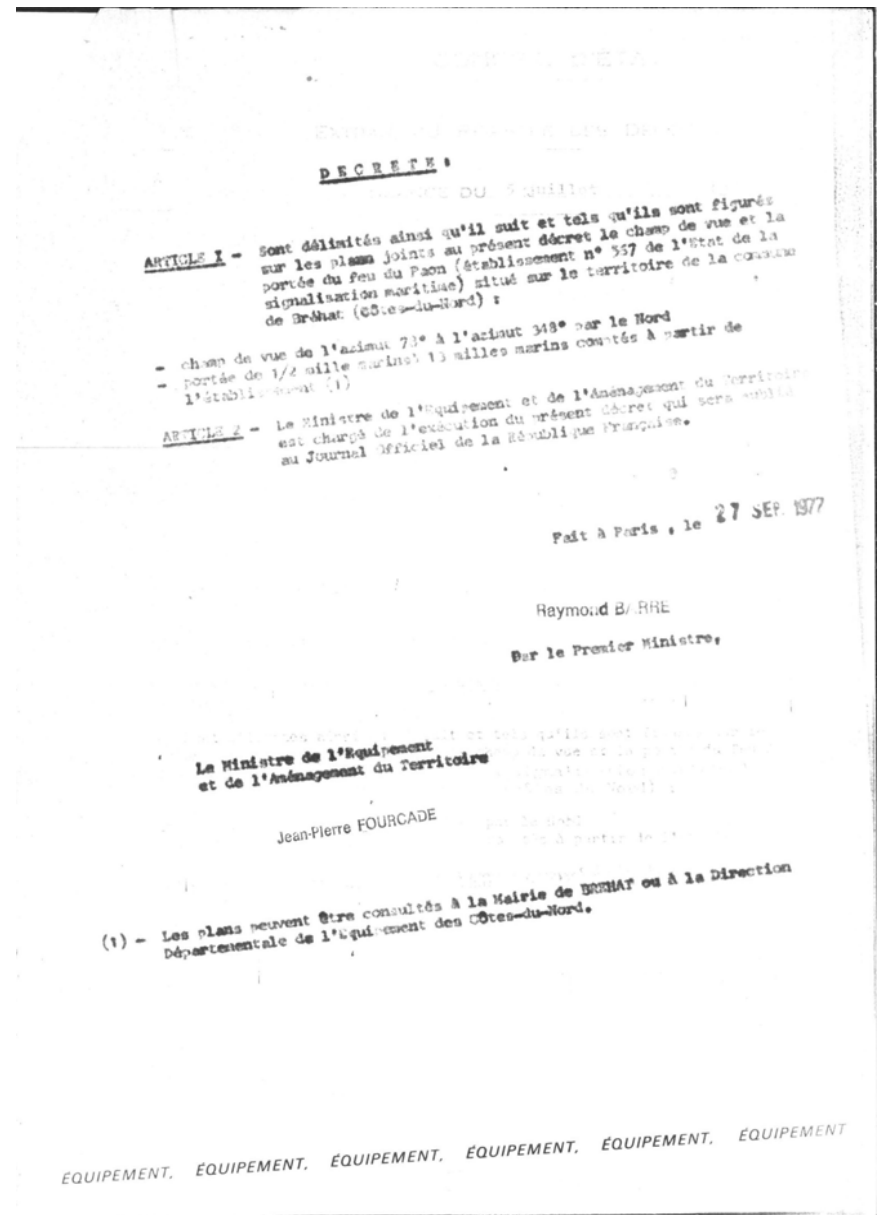 DECRETE :
ARTICLE I - Sont délimités ainsi qu'il suit et tels qu'ils sont figurés
sur les plans joints au présent décret le champ de vue et la
portée du feu du Paon (établissement n° 557 de l'Etat de la
signalisation maritime) situé sur le territoire de la commune
de Bréhat (Côtes-du-Nord) :
- champ de vue de l'azimut 78° à l'azimut 348° par le Nord
- portée de 1/2 mille marins à 13 milles marins comptés à partir de
l'établissement (1)
ARTICLE 2 - Le Ministre de l'Equipement et de l'Aménagement du Territoire
est chargé de l'exécution du présent décret qui sera publié
au Journal Officiel de la République Française.
Fait à Paris , le 27 SEP. 1977
Raymond BARRE
Par le Premier Ministre,
Le Ministre de l'Equipement
et de l'Aménagement du Territoire
Jean-Pierre FOURCADE
(1) - Les plans peuvent être consultés à la Mairie de BREHAT ou à la Direction
Départementale de l'Equipement des Côtes-du-Nord.
ÉQUIPEMENT, ÉQUIPEMENT, ÉQUIPEMENT, ÉQUIPEMENT, ÉQUIPEMENT, ÉQUIPEMENT